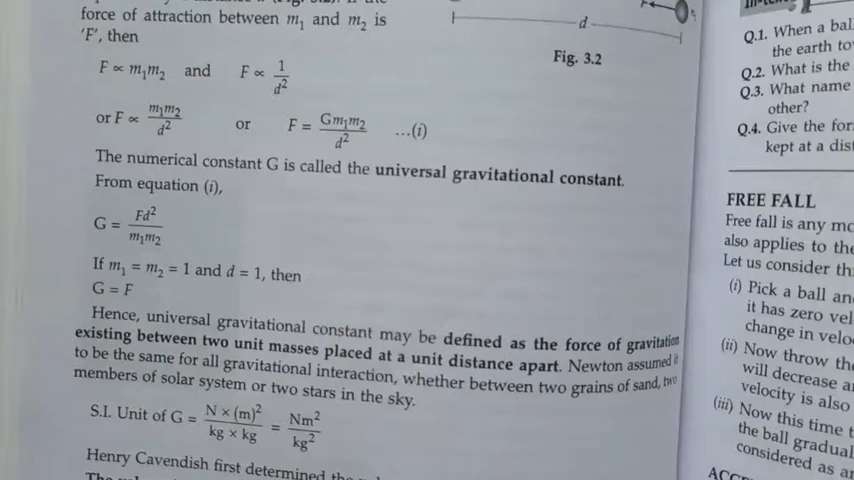 force of attraction between m₁ and m₂ is
'F', then
F ∝ m₁m₂ and F ∝ 1/d²
or F ∝ m₁m₂/d² or F = Gm₁m₂/d² ...(i)
The numerical constant G is called the universal gravitational constant.
From equation (i),
G = Fd²/m₁m₂
If m₁ = m₂ = 1 and d = 1, then
G = F
Hence, universal gravitational constant may be defined as the force of gravitation
existing between two unit masses placed at a unit distance apart. Newton assumed it
to be the same for all gravitational interaction, whether between two grains of sand, two
members of solar system or two stars in the sky.
S.I. Unit of G = N × (m)²/kg × kg = Nm²/kg²
Henry Cavendish first determined the
d
Fig. 3.2
Q.1. When a bal
the earth to
Q.2. What is the
Q.3. What name
other?
Q.4. Give the for
kept at a dist
FREE FALL
Free fall is any mo
also applies to the
Let us consider th
(i) Pick a ball an
it has zero vel
change in velo
(ii) Now throw the
will decrease a
velocity is also
(iii) Now this time t
the ball gradual
considered as a